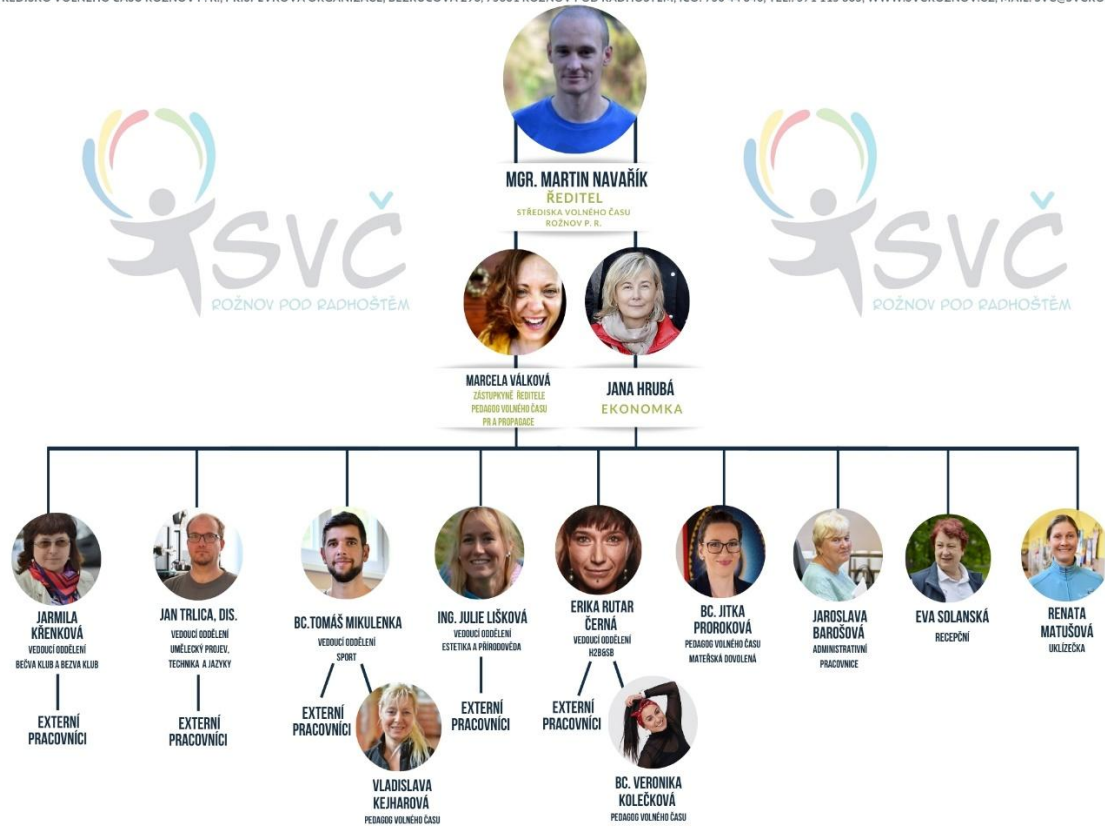 SVČ
ROŽNOV POD RADHOŠTĚM
SVČ
ROŽNOV POD RADHOŠTĚM
MGR. MARTIN NAVAŘÍK
ŘEDITEL
STŘEDISKA VOLNÉHO ČASU
ROŽNOV P. R.
MARCELA VÁLKOVÁ
ZÁSTUPKYNĚ ŘEDITELE
PEDAGOG VOLNÉHO ČASU
PR A PROPAGACE
JANA HRUBÁ
EKONOMKA
JARMILA
KŘENKOVÁ
VEDOUCÍ ODDĚLENÍ
BEČVA KLUB A BEZVA KLUB
EXTERNÍ
PRACOVNÍCI
JAN TRLICA, DIS.
VEDOUCÍ ODDĚLENÍ
UMĚLECKÝ PROJEV.
TECHNIKA A JAZYKY
EXTERNÍ
PRACOVNÍCI
BC.TOMÁŠ MIKULENKA
VEDOUCÍ ODDĚLENÍ
SPORT
EXTERNÍ
PRACOVNÍCI
VLADISLAVA
KEJHAROVÁ
PEDAGOG VOLNÉHO ČASU
ING. JULIE LIŠKOVÁ
VEDOUCÍ ODDĚLENÍ
ESTETIKA A PŘÍRODOVĚDA
EXTERNÍ
PRACOVNÍCI
ERIKA RUTAR
ČERNÁ
VEDOUCÍ ODDĚLENÍ
H2B&SB
EXTERNÍ
PRACOVNÍCI
BC. VERONIKA
KOLEČKOVÁ
PEDAGOG VOLNÉHO ČASU
BC. JITKA
PROROKOVÁ
PEDAGOG VOLNÉHO ČASU
MATEŘSKÁ DOVOLENÁ
JAROSLAVA
BAROŠOVÁ
ADMINISTRATIVNÍ
PRACOVNICE
EVA SOLANSKÁ
RECEPČNÍ
RENATA
MATUŠOVÁ
UKLÍZEČKA